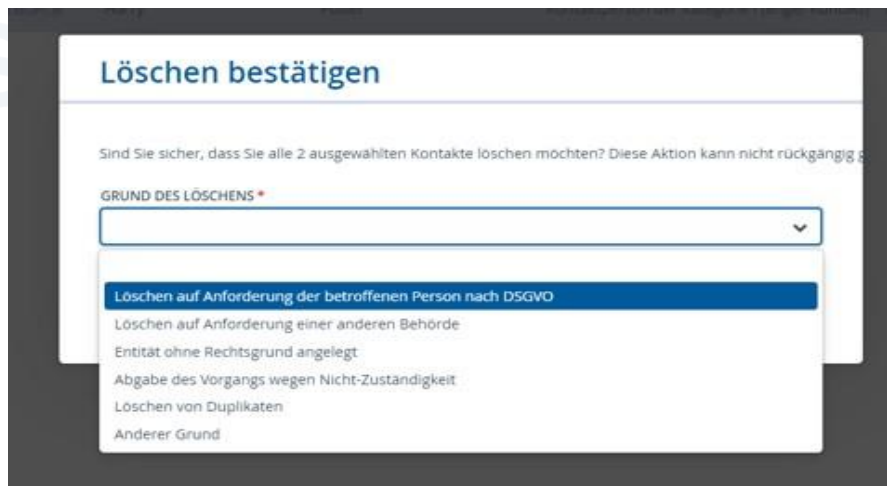 Löschen bestätigen
Sind Sie sicher, dass Sie alle 2 ausgewählten Kontakte löschen möchten? Diese Aktion kann nicht rückgängig g
GRUND DES LÖSCHENS *
Löschen auf Anforderung der betroffenen Person nach DSGVO
Löschen auf Anforderung einer anderen Behörde
Entität ohne Rechtsgrund angelegt
Abgabe des Vorgangs wegen Nicht-Zuständigkeit
Löschen von Duplikaten
Anderer Grund